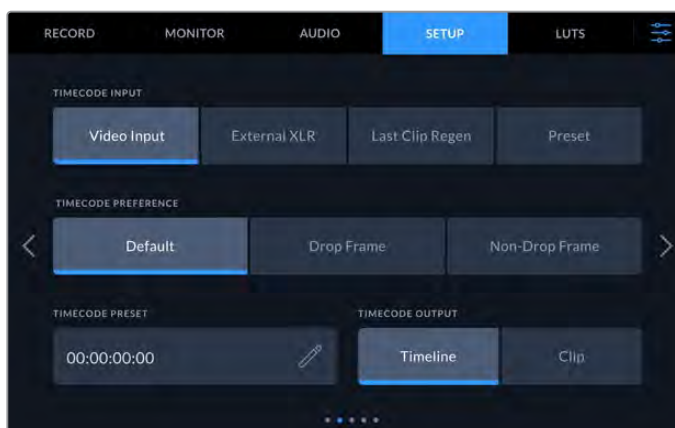 RECORD MONITOR AUDIO SETUP LUTS
TIMECODE INPUT
Video Input External XLR Last Clip Regen Preset
TIMECODE PREFERENCE
Default Drop Frame Non-Drop Frame
TIMECODE PRESET TIMECODE OUTPUT
00:00:00:00 Timeline Clip